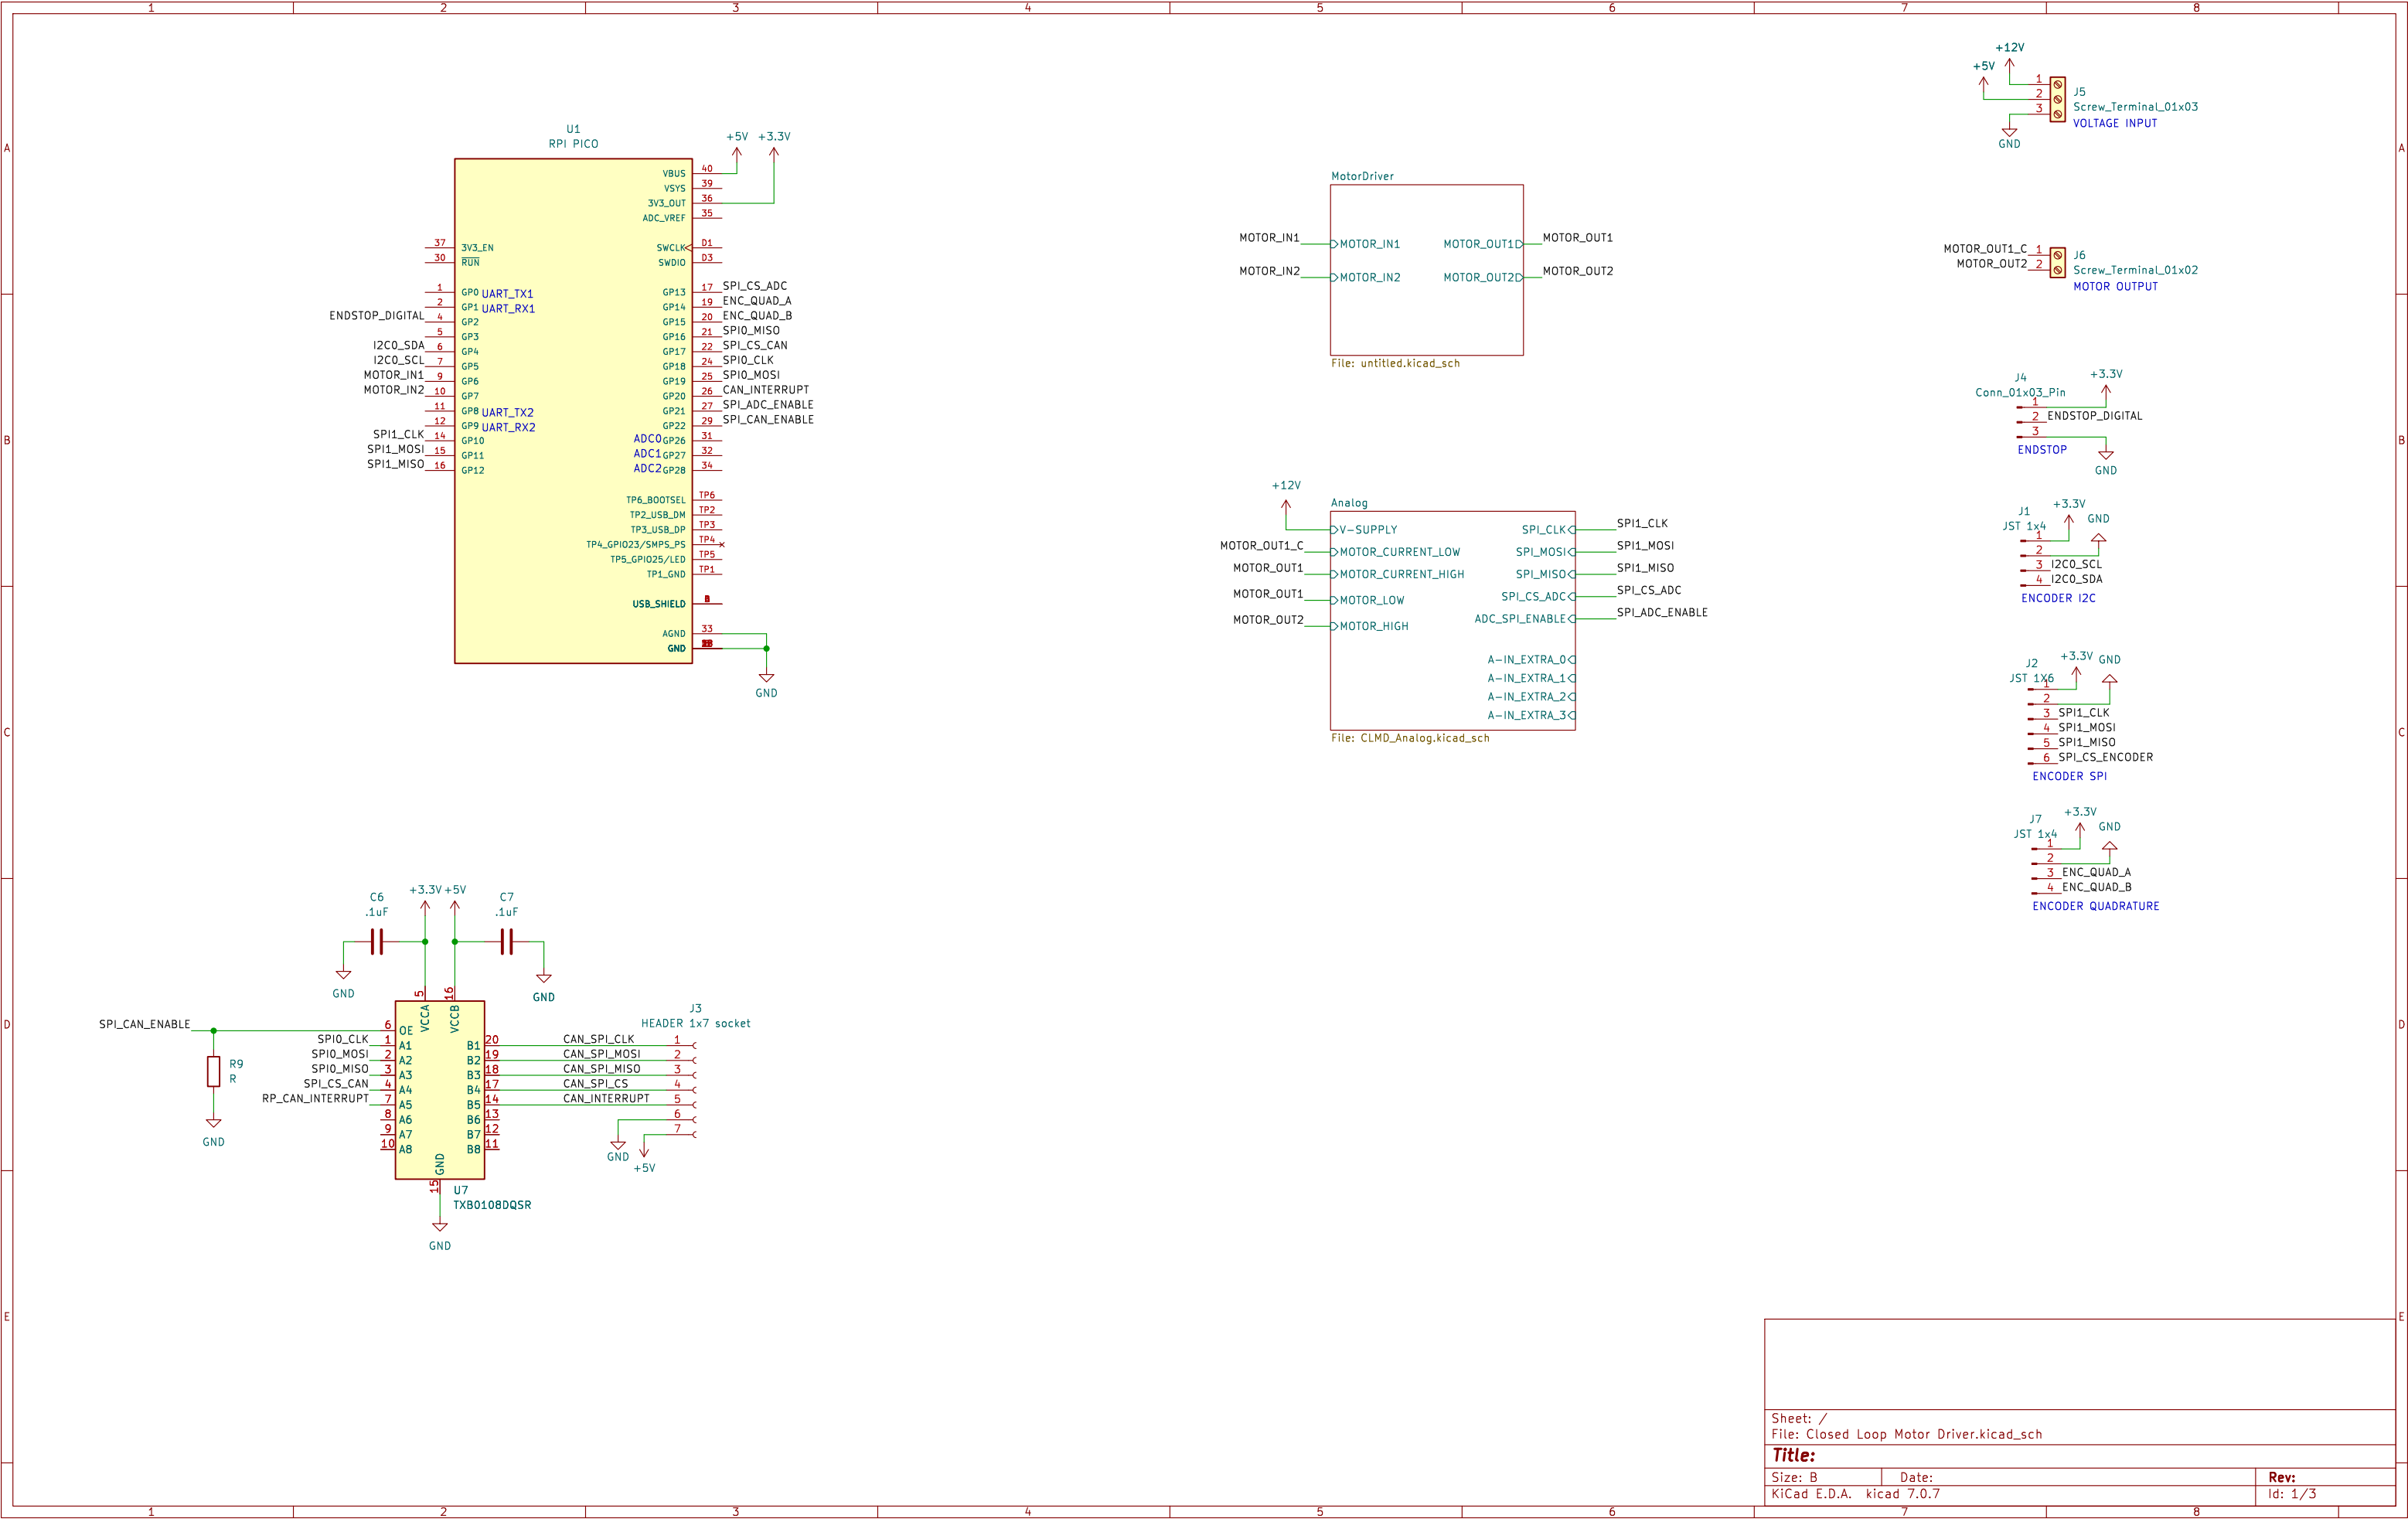 1 2 3 4 5 6 7 8
A
B
C
D
E
U1
RPI PICO
+5V
+3.3V
VBUS 40
VSYS 39
3V3_OUT 36
ADC_VREF 35
37 3V3_EN
30 RUN
SWCLK D1
SWDIO D3
1 GP0 UART_TX1
2 GP1 UART_RX1
ENDSTOP_DIGITAL 4 GP2
5 GP3
I2C0_SDA 6 GP4
I2C0_SCL 7 GP5
MOTOR_IN1 9 GP6
MOTOR_IN2 10 GP7
11 GP8 UART_TX2
12 GP9 UART_RX2
SPI1_CLK 14 GP10
SPI1_MOSI 15 GP11
SPI1_MISO 16 GP12
GP13 17 SPI_CS_ADC
GP14 19 ENC_QUAD_A
GP15 20 ENC_QUAD_B
GP16 21 SPI0_MISO
GP17 22 SPI_CS_CAN
GP18 24 SPI0_CLK
GP19 25 SPI0_MOSI
GP20 26 CAN_INTERRUPT
GP21 27 SPI_ADC_ENABLE
GP22 29 SPI_CAN_ENABLE
ADC0 GP26 31
ADC1 GP27 32
ADC2 GP28 34
TP6_BOOTSEL TP6
TP2_USB_DM TP2
TP3_USB_DP TP3
TP4_GPIO23/SMPS_PS TP4
TP5_GPIO25/LED TP5
TP1_GND TP1
USB_SHIELD
AGND 33
GND
GND
MotorDriver
MOTOR_IN1 MOTOR_IN1
MOTOR_IN2 MOTOR_IN2
MOTOR_OUT1 MOTOR_OUT1
MOTOR_OUT2 MOTOR_OUT2
File: untitled.kicad_sch
+12V
Analog
V-SUPPLY
MOTOR_OUT1_C MOTOR_CURRENT_LOW
MOTOR_OUT1 MOTOR_CURRENT_HIGH
MOTOR_OUT1 MOTOR_LOW
MOTOR_OUT2 MOTOR_HIGH
SPI_CLK SPI1_CLK
SPI_MOSI SPI1_MOSI
SPI_MISO SPI1_MISO
SPI_CS_ADC SPI_CS_ADC
ADC_SPI_ENABLE SPI_ADC_ENABLE
A-IN_EXTRA_0
A-IN_EXTRA_1
A-IN_EXTRA_2
A-IN_EXTRA_3
File: CLMD_Analog.kicad_sch
+12V
+5V
1
2
3
GND
J5
Screw_Terminal_01x03
VOLTAGE INPUT
MOTOR_OUT1_C 1
MOTOR_OUT2 2
J6
Screw_Terminal_01x02
MOTOR OUTPUT
J4
Conn_01x03_Pin
+3.3V
1
2 ENDSTOP_DIGITAL
3
GND
ENDSTOP
J1
JST 1x4
+3.3V
GND
1
2
3 I2C0_SCL
4 I2C0_SDA
ENCODER I2C
J2
JST 1X6
+3.3V
GND
1
2
3 SPI1_CLK
4 SPI1_MOSI
5 SPI1_MISO
6 SPI_CS_ENCODER
ENCODER SPI
J7
JST 1x4
+3.3V
GND
1
2
3 ENC_QUAD_A
4 ENC_QUAD_B
ENCODER QUADRATURE
C6
.1uF
+3.3V
+5V
C7
.1uF
GND
GND
5 VCCA
16 VCCB
SPI_CAN_ENABLE 6 OE
SPI0_CLK 1 A1
SPI0_MOSI 2 A2
SPI0_MISO 3 A3
SPI_CS_CAN 4 A4
RP_CAN_INTERRUPT 7 A5
8 A6
9 A7
10 A8
B1 20 CAN_SPI_CLK 1
B2 19 CAN_SPI_MOSI 2
B3 18 CAN_SPI_MISO 3
B4 17 CAN_SPI_CS 4
B5 14 CAN_INTERRUPT 5
B6 13 6
B7 12 7
B8 11
J3
HEADER 1x7 socket
GND
+5V
R9
R
GND
GND
15
U7
TXB0108DQSR
GND
Sheet: /
File: Closed Loop Motor Driver.kicad_sch
Title:
Size: B Date: Rev:
KiCad E.D.A. kicad 7.0.7 Id: 1/3
A
B
C
D
E
1 2 3 4 5 6 7 8